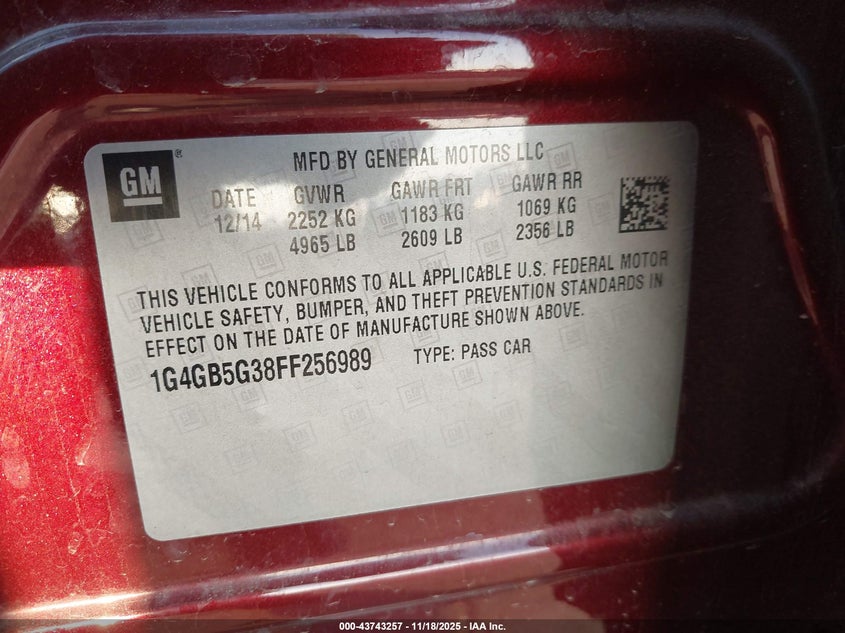 GM
MFD BY GENERAL MOTORS LLC
DATE GVWR GAWR FRT GAWR RR
12/14 2252 KG 1183 KG 1069 KG
4965 LB 2609 LB 2356 LB
THIS VEHICLE CONFORMS TO ALL APPLICABLE U.S. FEDERAL MOTOR
VEHICLE SAFETY, BUMPER, AND THEFT PREVENTION STANDARDS IN
EFFECT ON THE DATE OF MANUFACTURE SHOWN ABOVE.
1G4GB5G38FF256989 TYPE: PASS CAR
000-43743257 - 11/18/2025 - IAA Inc.